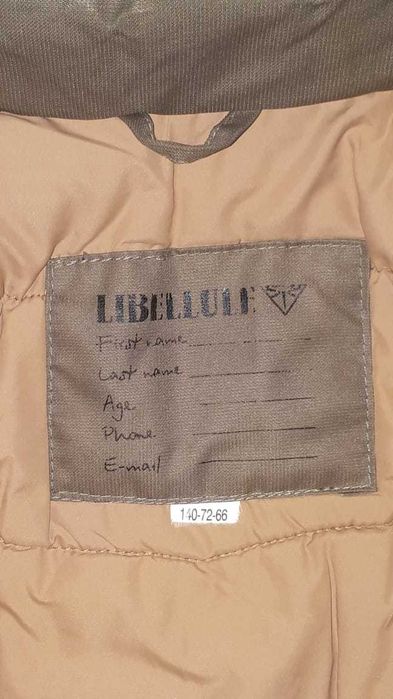 LIBELLULE
First name
Last name
Age
Phone
E-mail
140-72-66